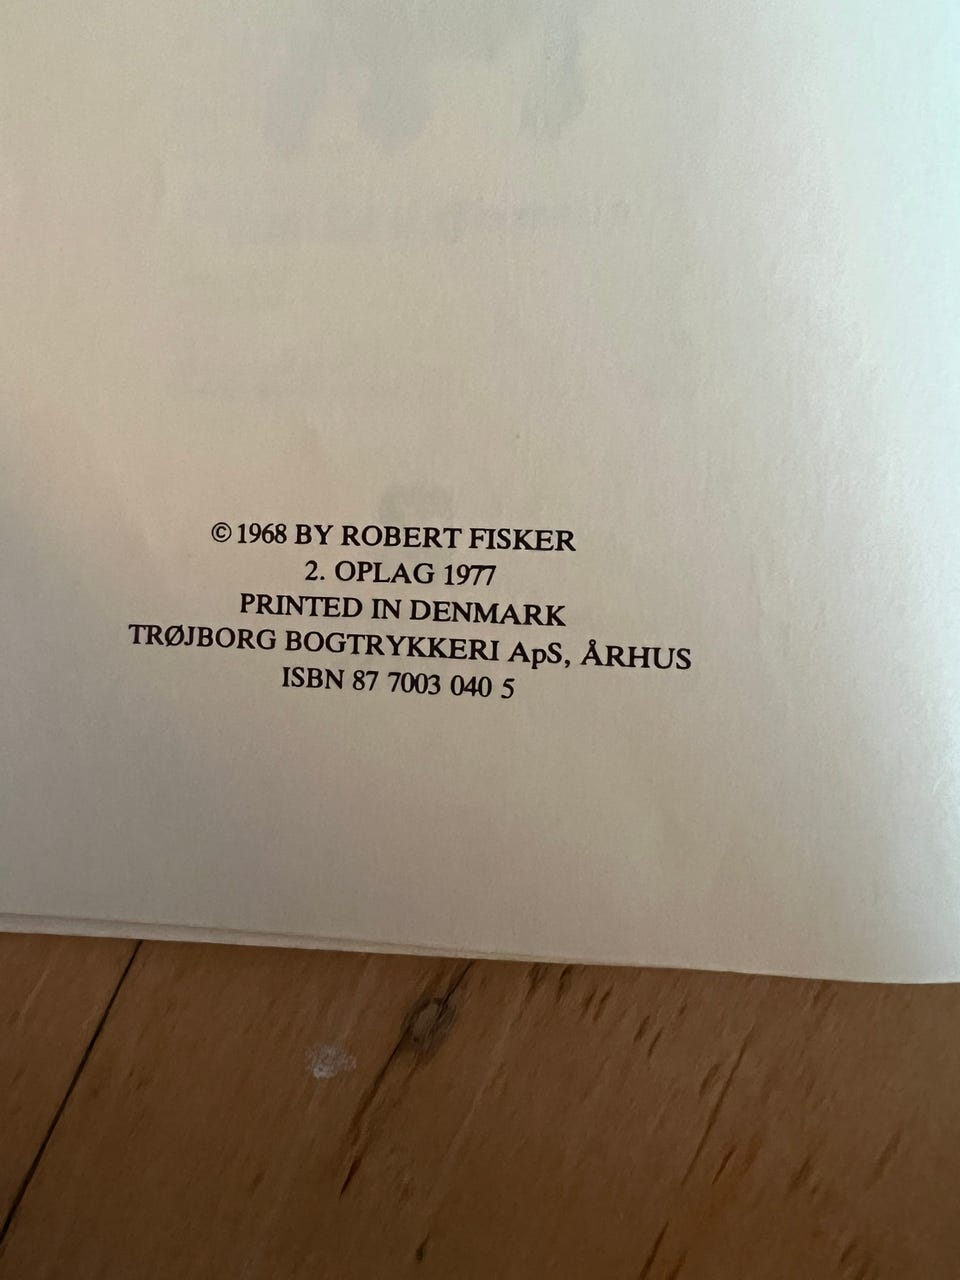 © 1968 BY ROBERT FISKER
2. OPLAG 1977
PRINTED IN DENMARK
TRØJBORG BOGTRYKKERI ApS, ÅRHUS
ISBN 87 7003 040 5